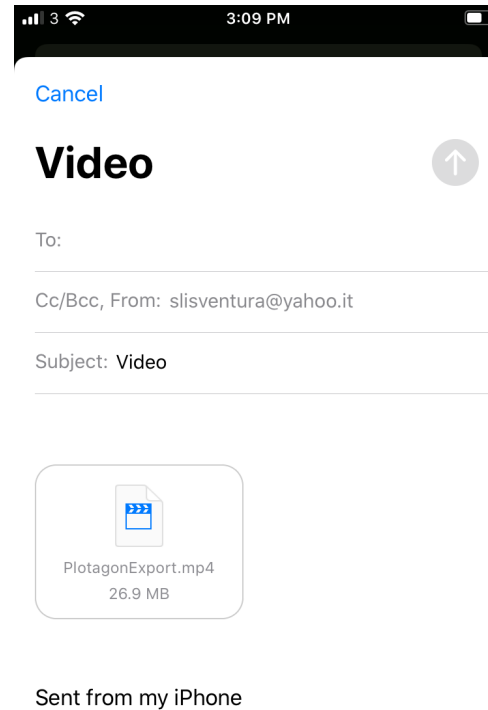 3 3:09 PM
Cancel
Video
To:
Cc/Bcc, From: slisventura@yahoo.it
Subject: Video
PlotagonExport.mp4
26.9 MB
Sent from my iPhone